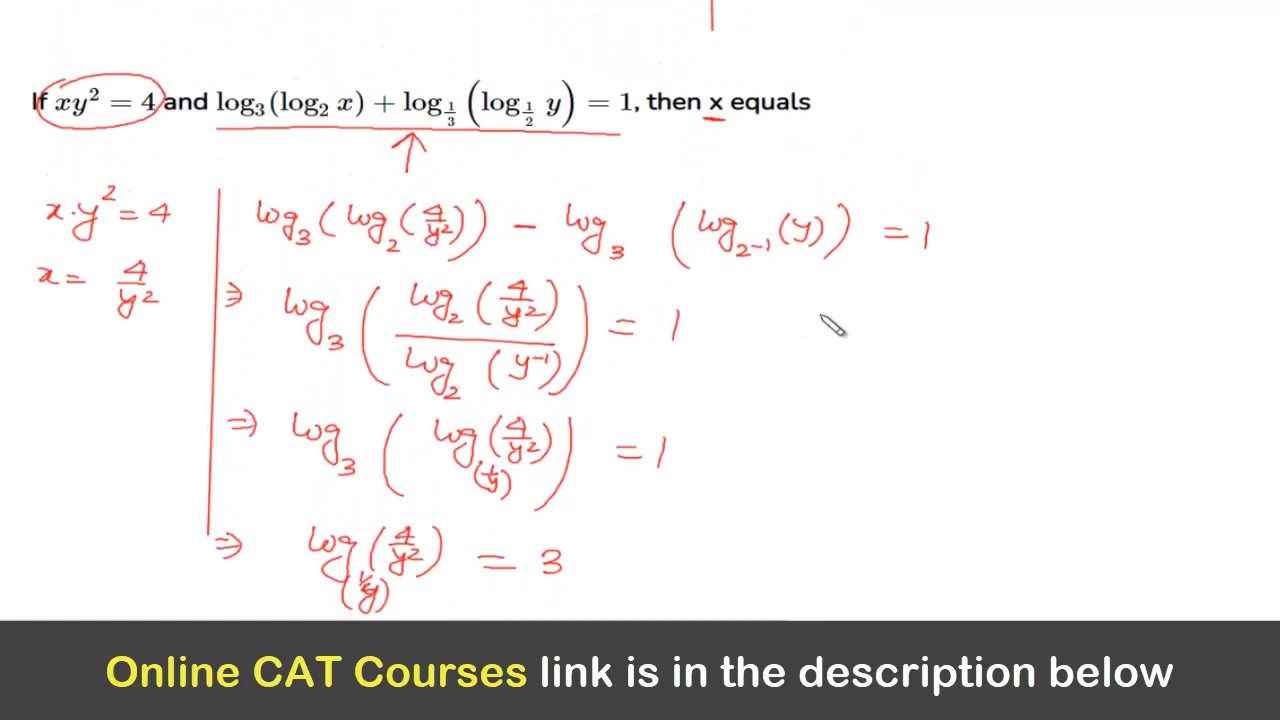 If xy² = 4 and log₃(log₂ x) + log_{1/3}(log_{1/2} y) = 1, then x equals
x·y² = 4
x = 4/y²
log₃(log₂(4/y²)) − log₃ (log_{2−1}(y)) = 1
⇒ log₃(log₂(4/y²) / log₂(y⁻¹)) = 1
⇒ log₃(log_{(1/y)}(4/y²)) = 1
⇒ log_{(1/y)}(4/y²) = 3
Online CAT Courses link is in the description below